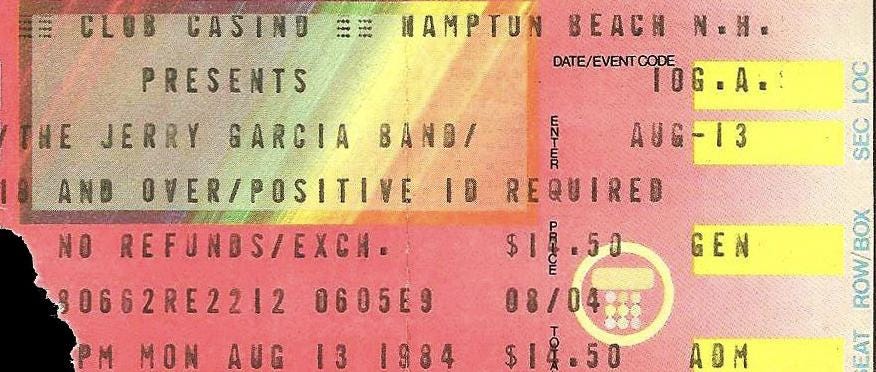 CLUB CASINO HAMPTON BEACH N.H.
DATE/EVENT CODE
PRESENTS 10G.A.
/THE JERRY GARCIA BAND/ AUG-13
ENTER
18 AND OVER/POSITIVE ID REQUIRED
NO REFUNDS/EXCH. $14.50 GEN
PRICE
80662RE2212 0605E9 08/04
PM MON AUG 13 1984 $14.50 ADM
SEC LOC
ROW/BOX
SEAT